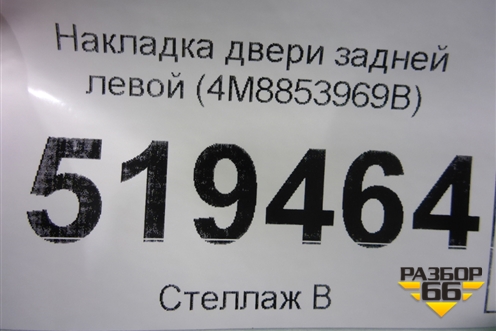 Накладка двери задней
левой (4M8853969B)
519464
Стеллаж В
РАЗБОР
66